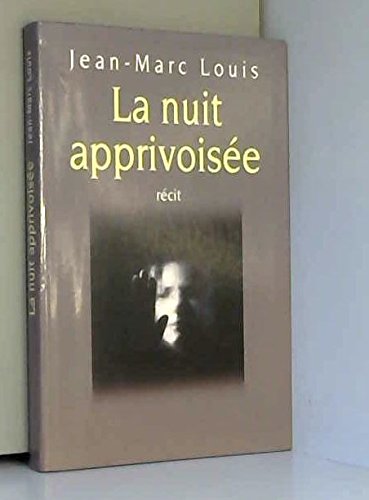 Jean-Marc Louis
La nuit
apprivoisée
récit
La nuit apprivoisée Jean-Marc Louis